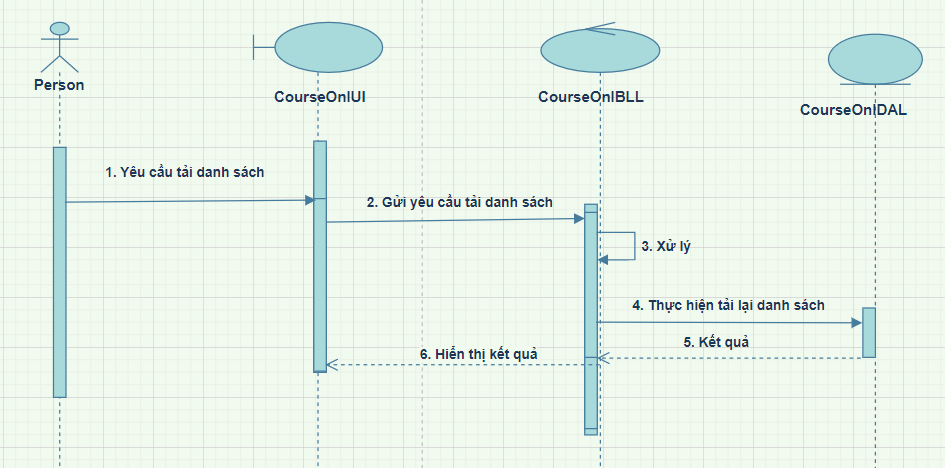 Person
CourseOnlUI
CourseOnlBLL
CourseOnlDAL
1. Yêu cầu tải danh sách
2. Gửi yêu cầu tải danh sách
3. Xử lý
4. Thực hiện tải lại danh sách
5. Kết quả
6. Hiển thị kết quả